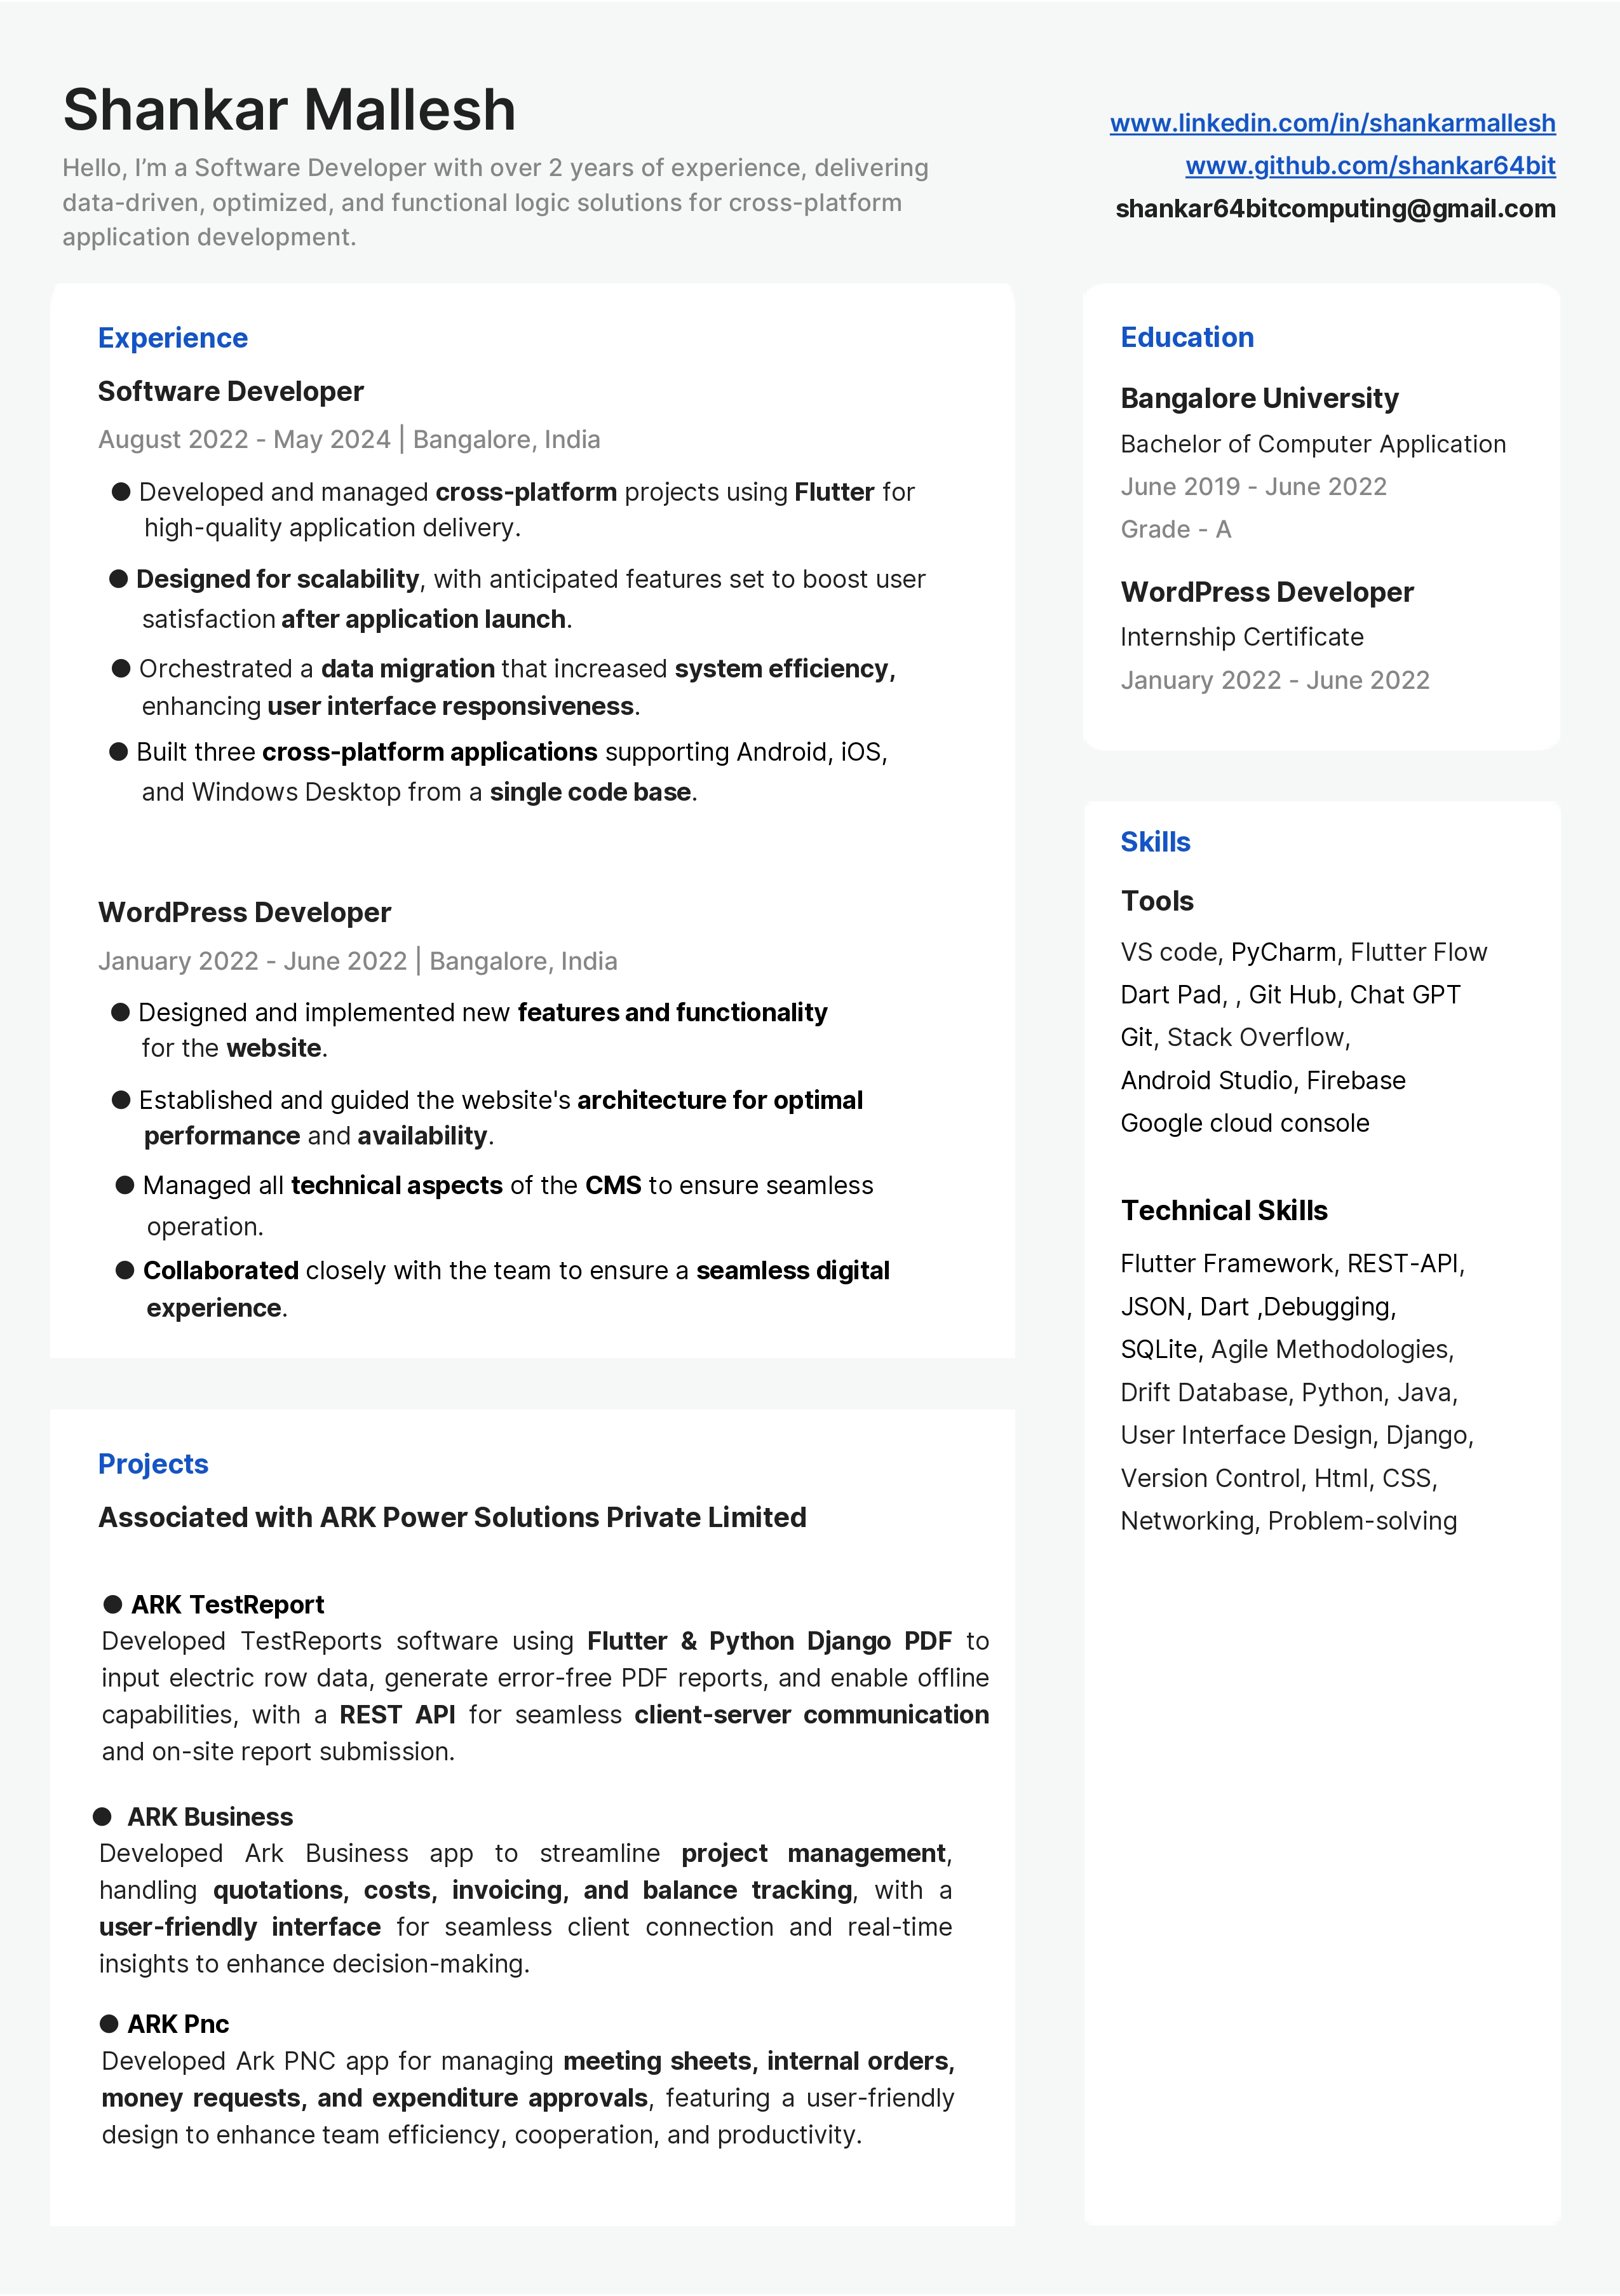 Shankar Mallesh
Hello, I’m a Software Developer with over 2 years of experience, delivering
data-driven, optimized, and functional logic solutions for cross-platform
application development.
www.linkedin.com/in/shankarmallesh
www.github.com/shankar64bit
shankar64bitcomputing@gmail.com
Experience
Software Developer
August 2022 - May 2024 | Bangalore, India
● Developed and managed cross-platform projects using Flutter for
high-quality application delivery.
● Designed for scalability, with anticipated features set to boost user
satisfaction after application launch.
● Orchestrated a data migration that increased system efficiency,
enhancing user interface responsiveness.
● Built three cross-platform applications supporting Android, iOS,
and Windows Desktop from a single code base.
WordPress Developer
January 2022 - June 2022 | Bangalore, India
● Designed and implemented new features and functionality
for the website.
● Established and guided the website's architecture for optimal
performance and availability.
● Managed all technical aspects of the CMS to ensure seamless
operation.
● Collaborated closely with the team to ensure a seamless digital
experience.
Projects
Associated with ARK Power Solutions Private Limited
● ARK TestReport
Developed TestReports software using Flutter & Python Django PDF to
input electric row data, generate error-free PDF reports, and enable offline
capabilities, with a REST API for seamless client-server communication
and on-site report submission.
● ARK Business
Developed Ark Business app to streamline project management,
handling quotations, costs, invoicing, and balance tracking, with a
user-friendly interface for seamless client connection and real-time
insights to enhance decision-making.
● ARK Pnc
Developed Ark PNC app for managing meeting sheets, internal orders,
money requests, and expenditure approvals, featuring a user-friendly
design to enhance team efficiency, cooperation, and productivity.
Education
Bangalore University
Bachelor of Computer Application
June 2019 - June 2022
Grade - A
WordPress Developer
Internship Certificate
January 2022 - June 2022
Skills
Tools
VS code, PyCharm, Flutter Flow
Dart Pad, , Git Hub, Chat GPT
Git, Stack Overflow,
Android Studio, Firebase
Google cloud console
Technical Skills
Flutter Framework, REST-API,
JSON, Dart ,Debugging,
SQLite, Agile Methodologies,
Drift Database, Python, Java,
User Interface Design, Django,
Version Control, Html, CSS,
Networking, Problem-solving